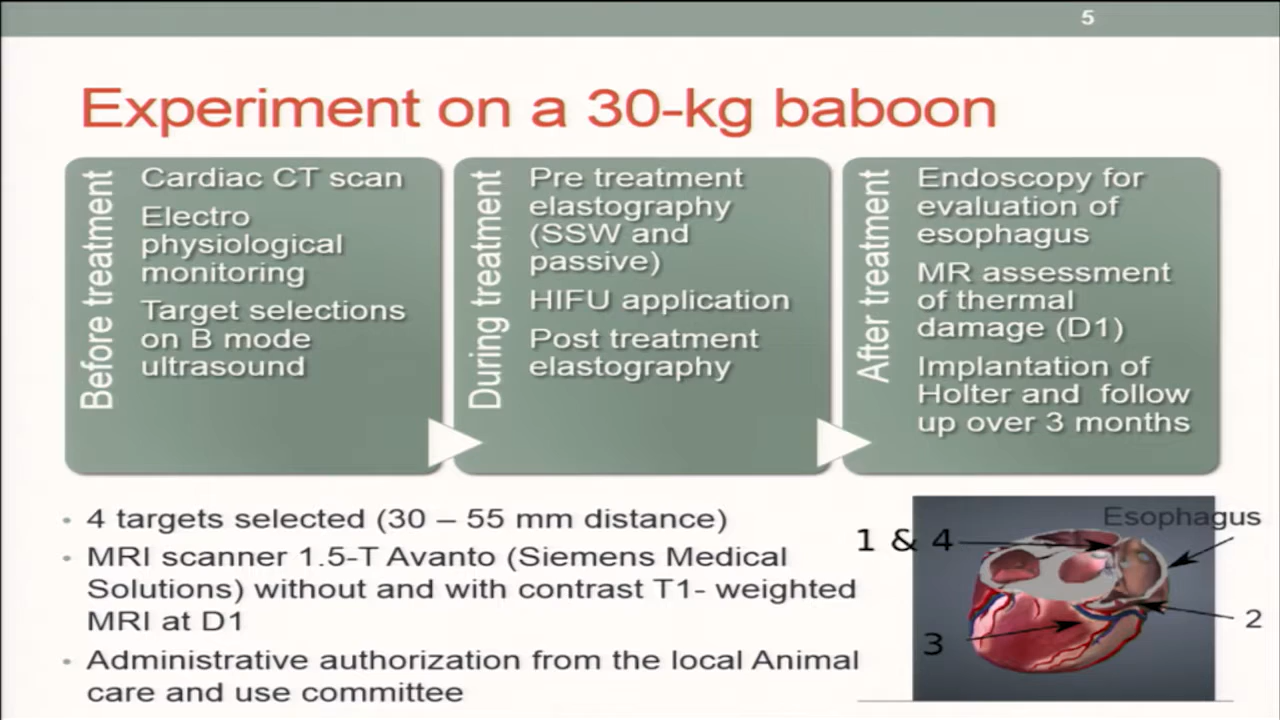 5
Experiment on a 30-kg baboon
Before treatment
Cardiac CT scan
Electro
physiological
monitoring
Target selections
on B mode
ultrasound
During treatment
Pre treatment
elastography
(SSW and
passive)
HIFU application
Post treatment
elastography
After treatment
Endoscopy for
evaluation of
esophagus
MR assessment
of thermal
damage (D1)
Implantation of
Holter and follow
up over 3 months
• 4 targets selected (30 – 55 mm distance)
• MRI scanner 1.5-T Avanto (Siemens Medical
Solutions) without and with contrast T1- weighted
MRI at D1
• Administrative authorization from the local Animal
care and use committee
Esophagus
1 & 4
2
3